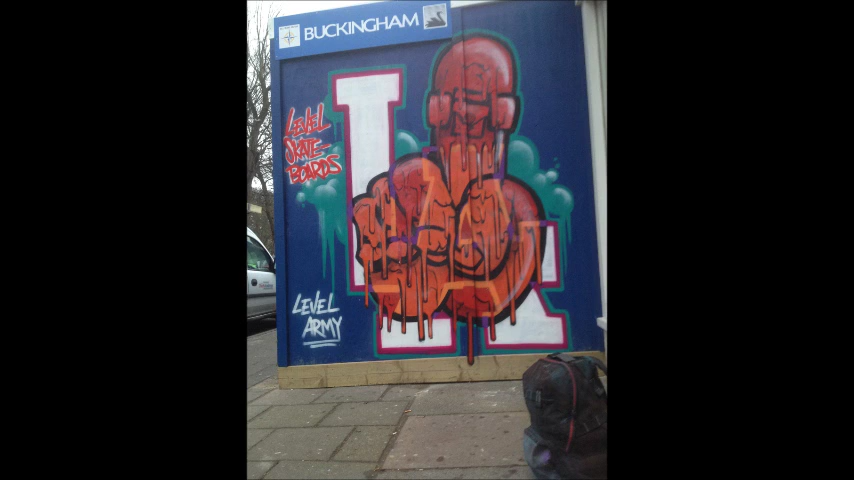 BUCKINGHAM
LEVEL
SKATE-
BOARDS
LEVEL
ARMY